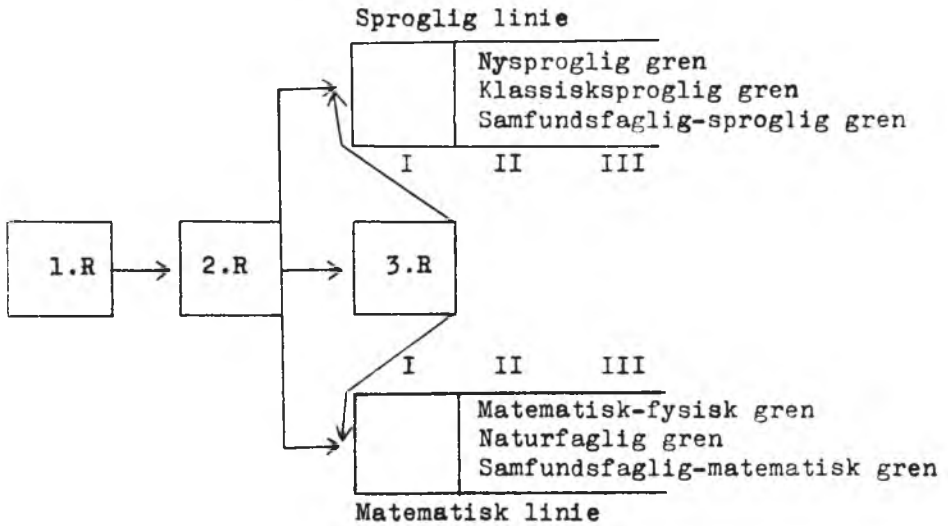 Sproglig linie
Nysproglig gren
Klassisksproglig gren
Samfundsfaglig-sproglig gren
I II III
1.R 2.R 3.R
I II III
Matematisk-fysisk gren
Naturfaglig gren
Samfundsfaglig-matematisk gren
Matematisk linie